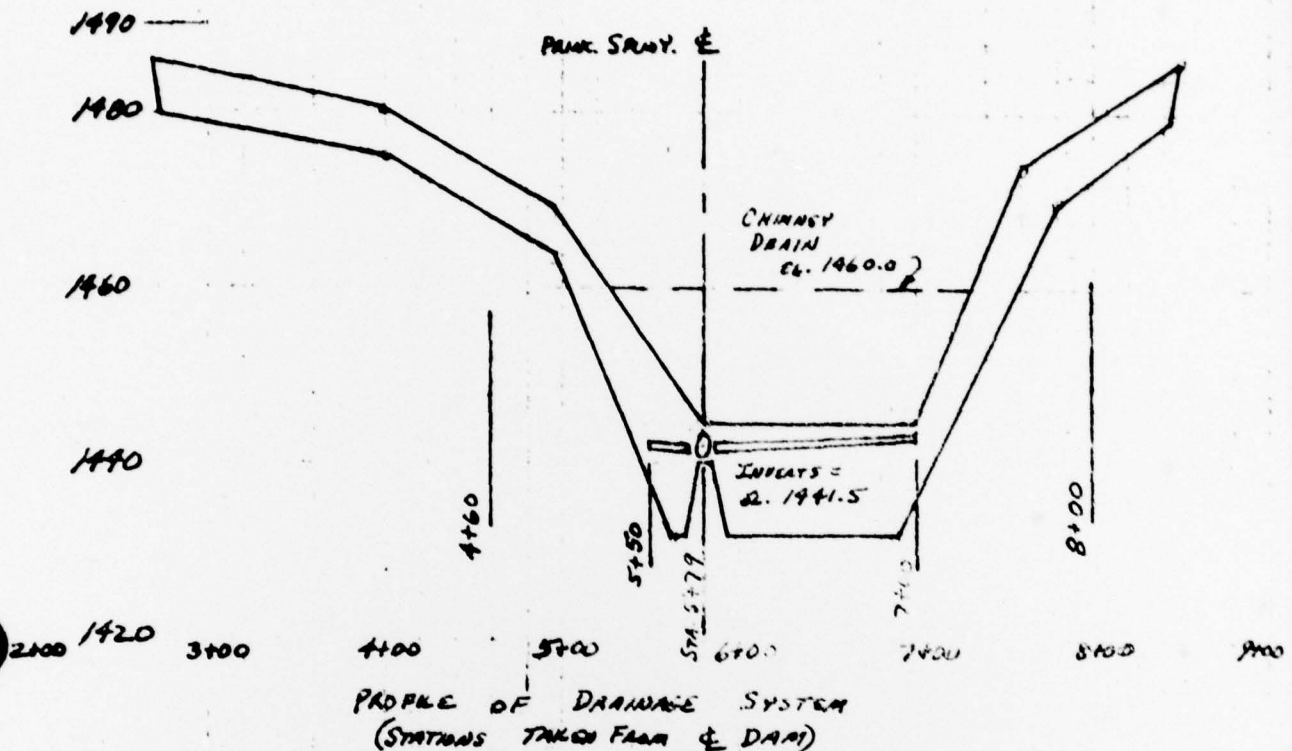 1490
PRINC. SPWY. ℄
1480
CHIMNEY
DRAIN
EL. 1460.0
1460
1440
INVERTS =
EL. 1441.5
4+60
5+50
STA. 5+79
8+00
1420
2+00 3+00 4+00 5+00 6+00 7+00 8+00 9+00
PROFILE OF DRAINAGE SYSTEM
(STATIONS TAKEN FROM ℄ DAM)